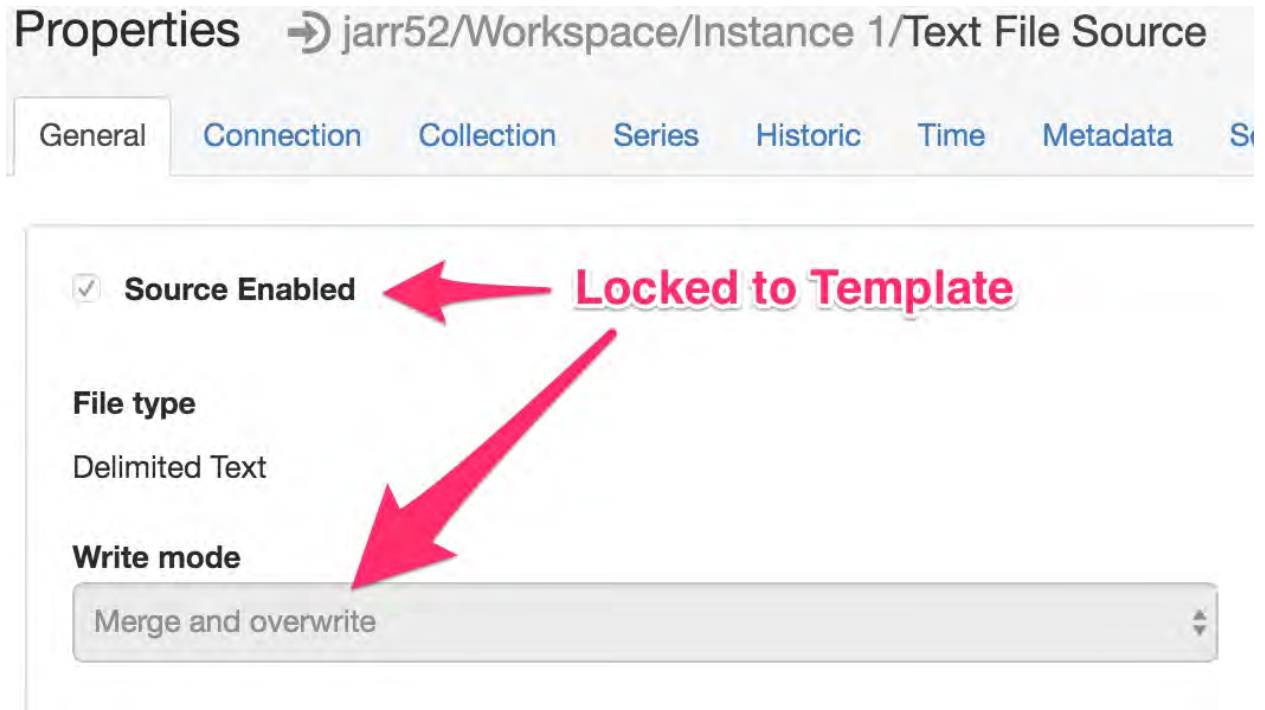 Properties jarr52/Workspace/Instance 1/Text File Source
General Connection Collection Series Historic Time Metadata
Source Enabled Locked to Template
File type
Delimited Text
Write mode
Merge and overwrite